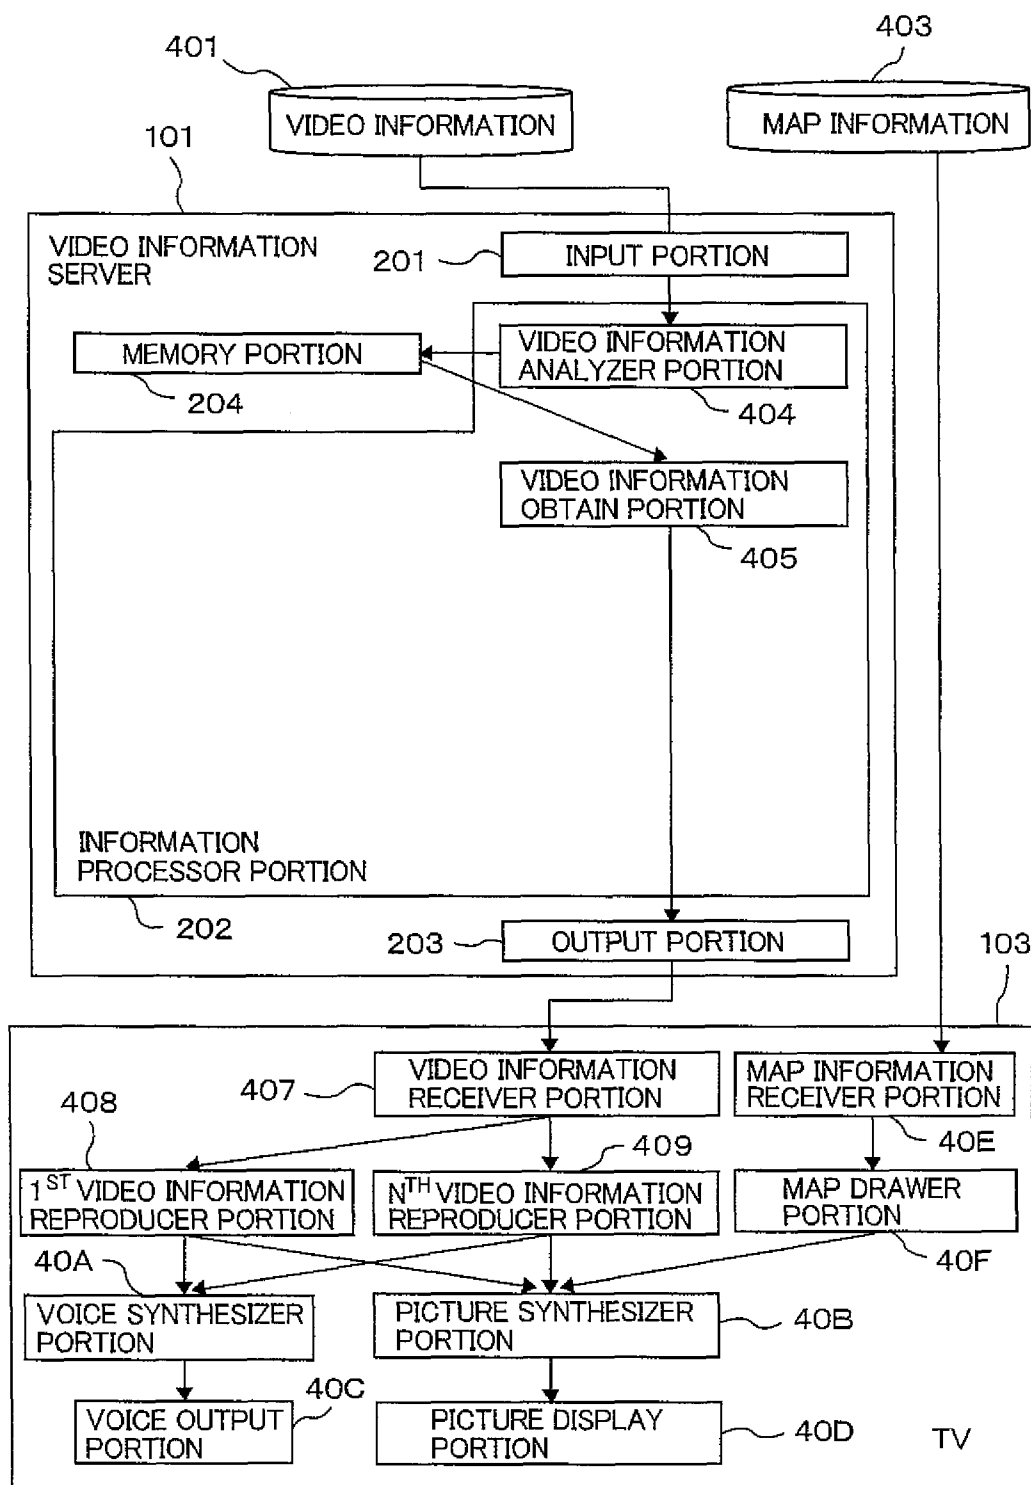 401
403
VIDEO INFORMATION
MAP INFORMATION
101
VIDEO INFORMATION
SERVER
201
INPUT PORTION
MEMORY PORTION
VIDEO INFORMATION
ANALYZER PORTION
204
404
VIDEO INFORMATION
OBTAIN PORTION
405
INFORMATION
PROCESSOR PORTION
202
203
OUTPUT PORTION
103
407
VIDEO INFORMATION
RECEIVER PORTION
MAP INFORMATION
RECEIVER PORTION
408
409
40E
1ST VIDEO INFORMATION
REPRODUCER PORTION
NTH VIDEO INFORMATION
REPRODUCER PORTION
MAP DRAWER
PORTION
40A
40F
VOICE SYNTHESIZER
PORTION
PICTURE SYNTHESIZER
PORTION
40B
40C
VOICE OUTPUT
PORTION
PICTURE DISPLAY
PORTION
40D
TV